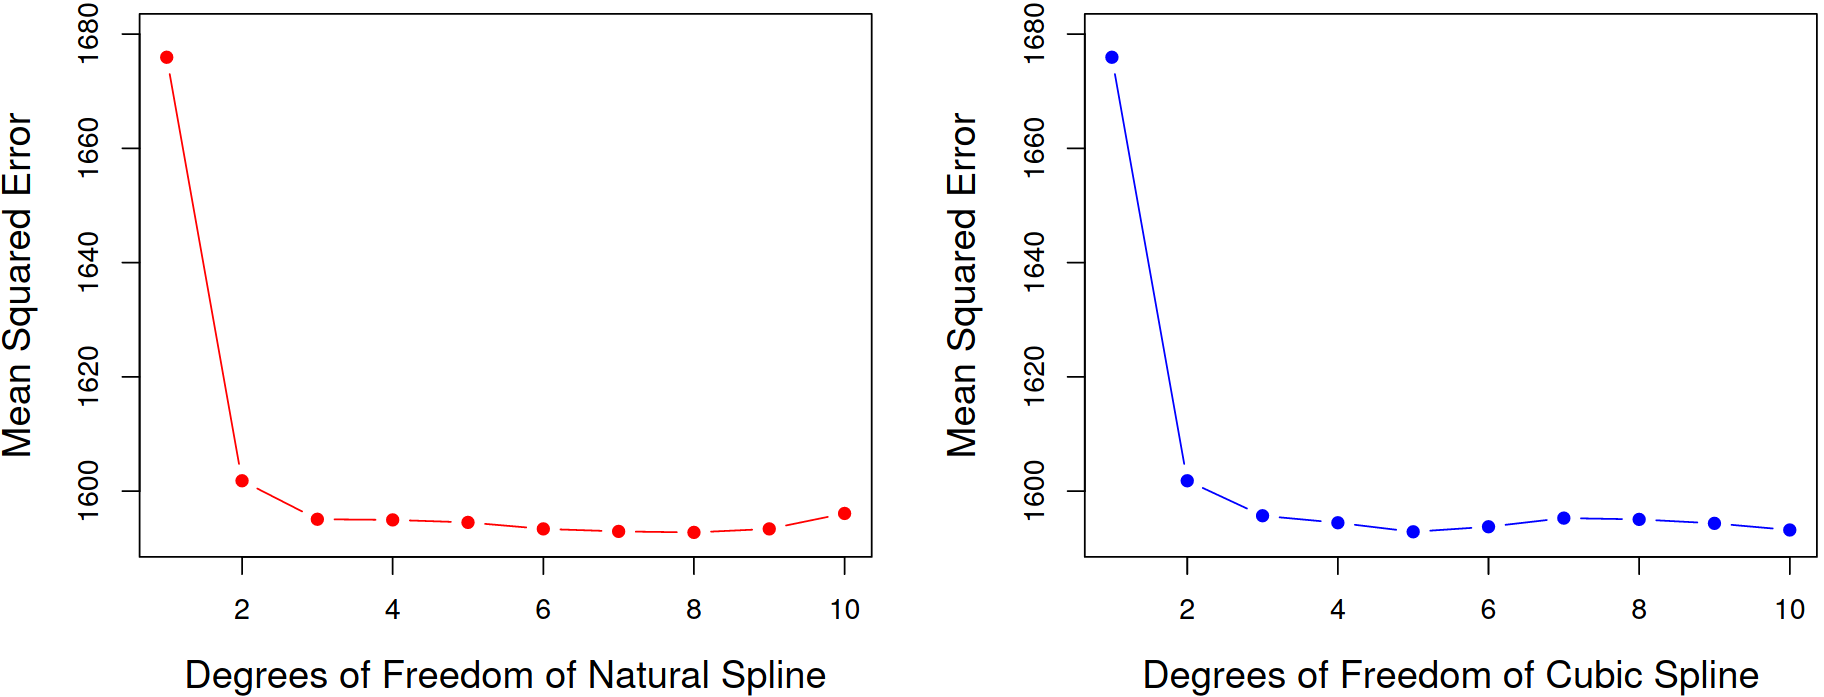 Mean Squared Error
1680
1660
1640
1620
1600
2 4 6 8 10
Degrees of Freedom of Natural Spline
Mean Squared Error
1680
1660
1640
1620
1600
2 4 6 8 10
Degrees of Freedom of Cubic Spline